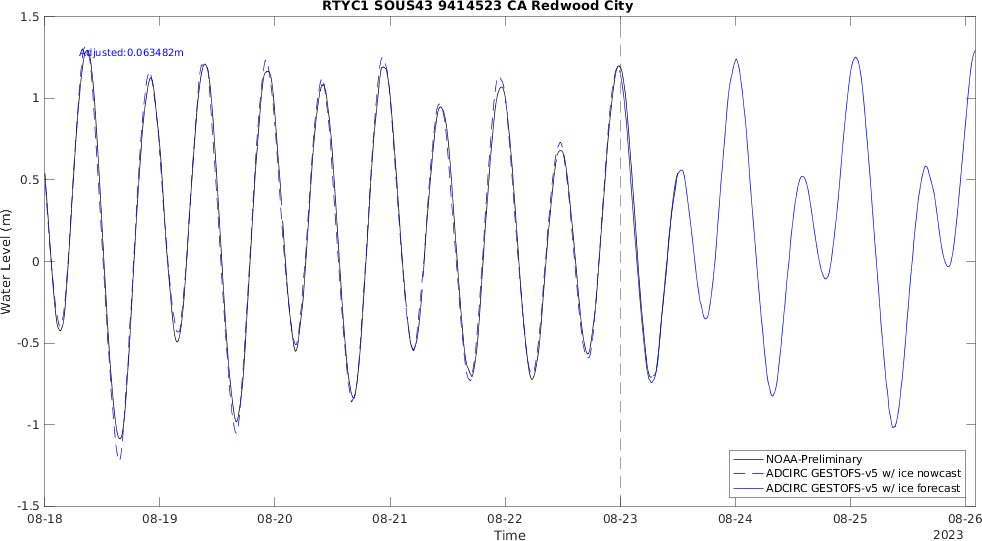 RTYC1 SOUS43 9414523 CA Redwood City
Adjusted:0.063482m
1.5
1
0.5
0
-0.5
-1
-1.5
Water Level (m)
NOAA-Preliminary
ADCIRC GESTOFS-v5 w/ ice nowcast
ADCIRC GESTOFS-v5 w/ ice forecast
08-18 08-19 08-20 08-21 08-22 08-23 08-24 08-25 08-26
Time
2023